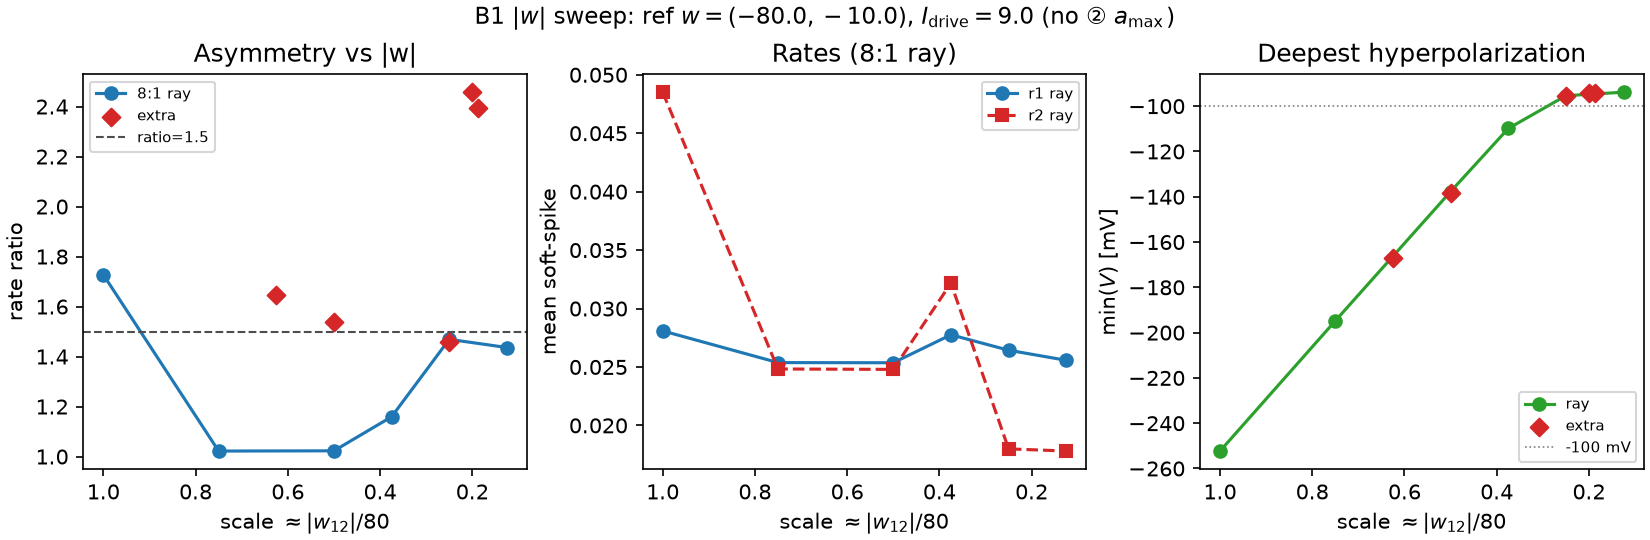 B1 |w| sweep: ref w = (−80.0, −10.0), I_drive = 9.0 (no ② a_max)
Asymmetry vs |w|
rate ratio
2.4
2.2
2.0
1.8
1.6
1.4
1.2
1.0
8:1 ray
extra
ratio=1.5
1.0 0.8 0.6 0.4 0.2
scale ≈ |w₁₂|/80
Rates (8:1 ray)
mean soft-spike
0.050
0.045
0.040
0.035
0.030
0.025
0.020
r1 ray
r2 ray
1.0 0.8 0.6 0.4 0.2
scale ≈ |w₁₂|/80
Deepest hyperpolarization
min(V) [mV]
−100
−120
−140
−160
−180
−200
−220
−240
−260
ray
extra
-100 mV
1.0 0.8 0.6 0.4 0.2
scale ≈ |w₁₂|/80